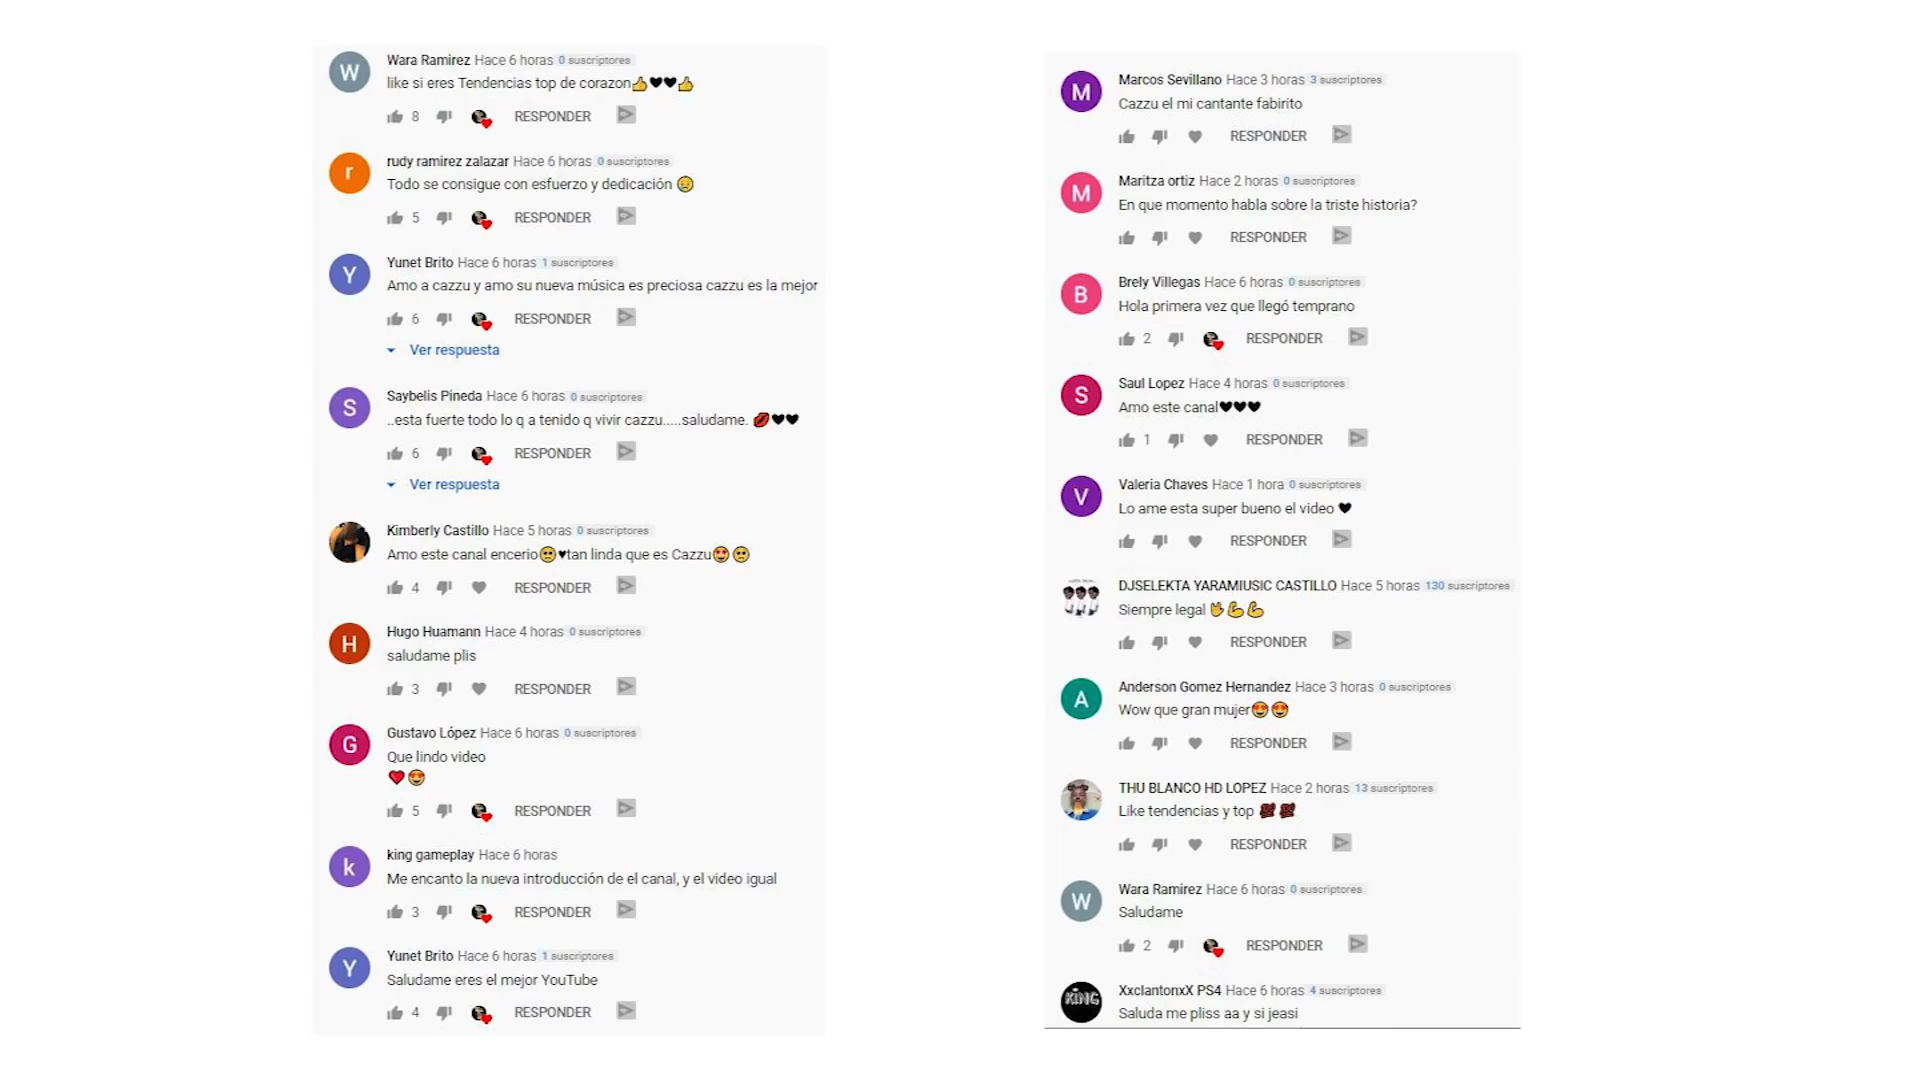 W
Wara Ramirez Hace 6 horas 0 suscriptores
like si eres Tendencias top de corazon👍🖤🖤👍
8 RESPONDER
r
rudy ramirez zalazar Hace 6 horas 0 suscriptores
Todo se consigue con esfuerzo y dedicación 😥
5 RESPONDER
Y
Yunet Brito Hace 6 horas 1 suscriptores
Amo a cazzu y amo su nueva música es preciosa cazzu es la mejor
6 RESPONDER
Ver respuesta
S
Saybelis Pineda Hace 6 horas 0 suscriptores
..esta fuerte todo lo q a tenido q vivir cazzu.....saludame. 💋🖤🖤
6 RESPONDER
Ver respuesta
Kimberly Castillo Hace 5 horas 0 suscriptores
Amo este canal encerio🥺♥tan linda que es Cazzu😍🥺
4 RESPONDER
H
Hugo Huamann Hace 4 horas 0 suscriptores
saludame plis
3 RESPONDER
G
Gustavo López Hace 6 horas 0 suscriptores
Que lindo video
❤😍
5 RESPONDER
k
king gameplay Hace 6 horas
Me encanto la nueva introducción de el canal, y el video igual
3 RESPONDER
Y
Yunet Brito Hace 6 horas 1 suscriptores
Saludame eres el mejor YouTube
4 RESPONDER
M
Marcos Sevillano Hace 3 horas 3 suscriptores
Cazzu el mi cantante fabirito
RESPONDER
M
Maritza ortiz Hace 2 horas 0 suscriptores
En que momento habla sobre la triste historia?
RESPONDER
B
Brely Villegas Hace 6 horas 0 suscriptores
Hola primera vez que llegó temprano
2 RESPONDER
S
Saul Lopez Hace 4 horas 0 suscriptores
Amo este canal🖤🖤🖤
1 RESPONDER
V
Valeria Chaves Hace 1 hora 0 suscriptores
Lo ame esta super bueno el video 🖤
RESPONDER
DJSELEKTA YARAMIUSIC CASTILLO Hace 5 horas 130 suscriptores
Siempre legal 🤟💪💪
RESPONDER
A
Anderson Gomez Hernandez Hace 3 horas 0 suscriptores
Wow que gran mujer😍😍
RESPONDER
THU BLANCO HD LOPEZ Hace 2 horas 13 suscriptores
Like tendencias y top 💯 💯
RESPONDER
W
Wara Ramirez Hace 6 horas 0 suscriptores
Saludame
2 RESPONDER
KING
XxclantonxX PS4 Hace 6 horas 4 suscriptores
Saluda me pliss aa y si jeasi